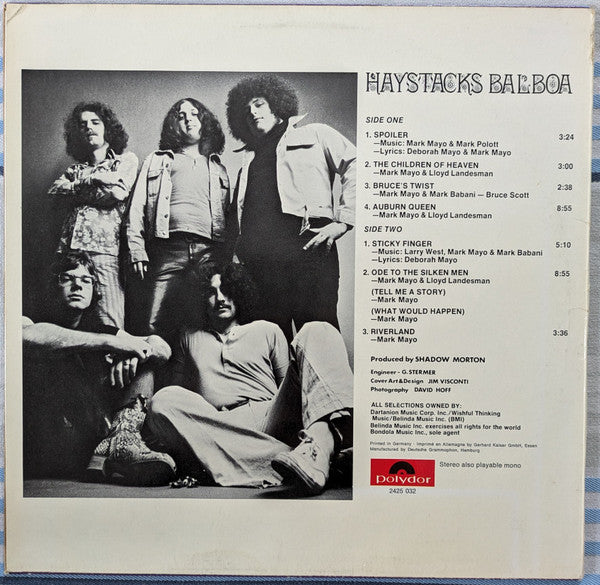 HAYSTACKS BALBOA
SIDE ONE
1. SPOILER 3:24
—Music: Mark Mayo & Mark Polott
—Lyrics: Deborah Mayo & Mark Mayo
2. THE CHILDREN OF HEAVEN 3:00
—Mark Mayo & Lloyd Landesman
3. BRUCE'S TWIST 2:38
—Mark Mayo & Mark Babani — Bruce Scott
4. AUBURN QUEEN 8:55
—Mark Mayo & Lloyd Landesman
SIDE TWO
1. STICKY FINGER 5:10
—Music: Larry West, Mark Mayo & Mark Babani
—Lyrics: Deborah Mayo
2. ODE TO THE SILKEN MEN 8:55
—Mark Mayo & Lloyd Landesman
(TELL ME A STORY)
—Mark Mayo
(WHAT WOULD HAPPEN)
—Mark Mayo
3. RIVERLAND 3:36
—Mark Mayo
Produced by SHADOW MORTON
Engineer - G. STERMER
Cover Art & Design JIM VISCONTI
Photography DAVID HOFF
ALL SELECTIONS OWNED BY:
Dartanion Music Corp. Inc./Wishful Thinking
Music/Belinda Music Inc. (BMI)
Belinda Music Inc. exercises all rights for the world
Bondola Music Inc., sole agent
Printed in Germany · Imprimé en Allemagne by Gerhard Kaiser GmbH, Essen
Manufactured by Deutsche Grammophon, Hamburg
polydor
2425 032
Stereo also playable mono